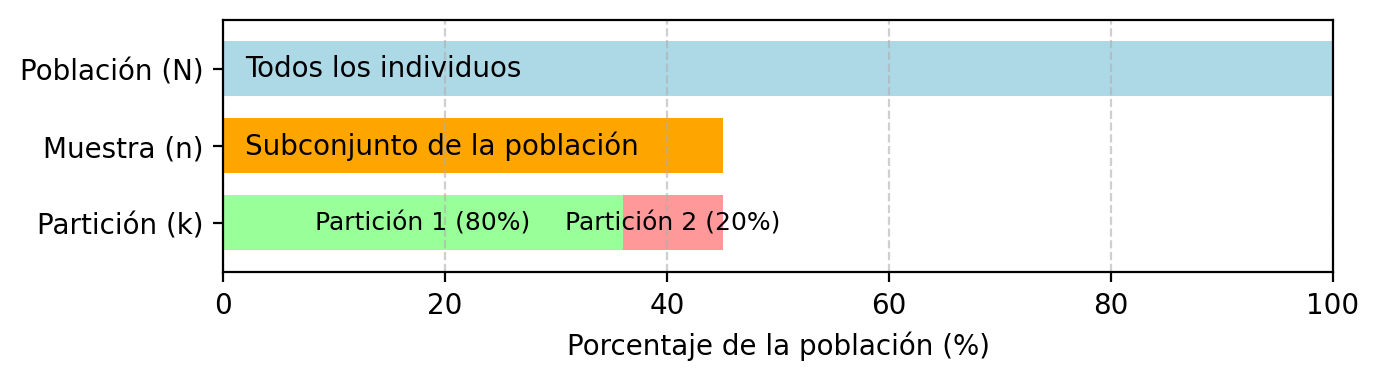 Población (N)
Todos los individuos
Muestra (n)
Subconjunto de la población
Partición (k)
Partición 1 (80%)
Partición 2 (20%)
0
20
40
60
80
100
Porcentaje de la población (%)